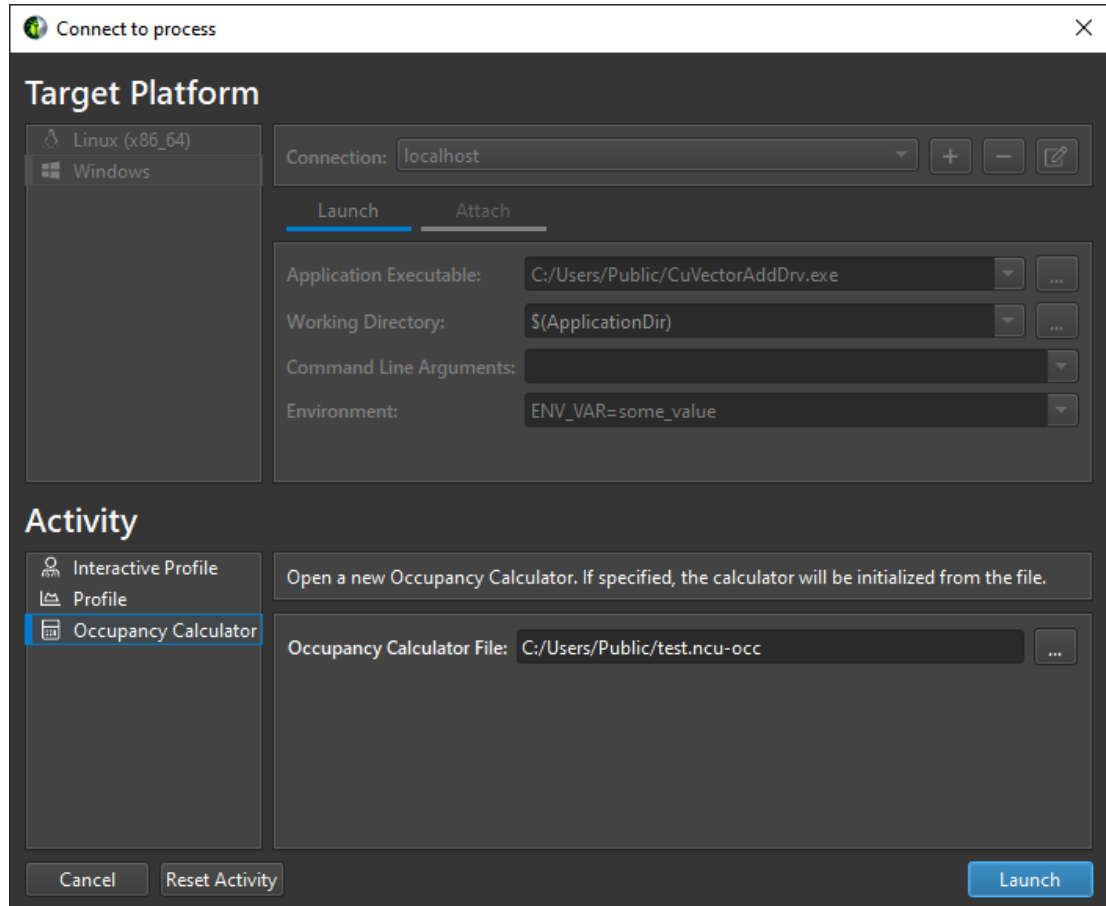 Connect to process
Target Platform
Linux (x86_64)
Windows
Connection: localhost
+ −
Launch Attach
Application Executable: C:/Users/Public/CuVectorAddDrv.exe ...
Working Directory: $(ApplicationDir) ...
Command Line Arguments:
Environment: ENV_VAR=some_value
Activity
Interactive Profile
Profile
Occupancy Calculator
Open a new Occupancy Calculator. If specified, the calculator will be initialized from the file.
Occupancy Calculator File: C:/Users/Public/test.ncu-occ ...
Cancel Reset Activity Launch